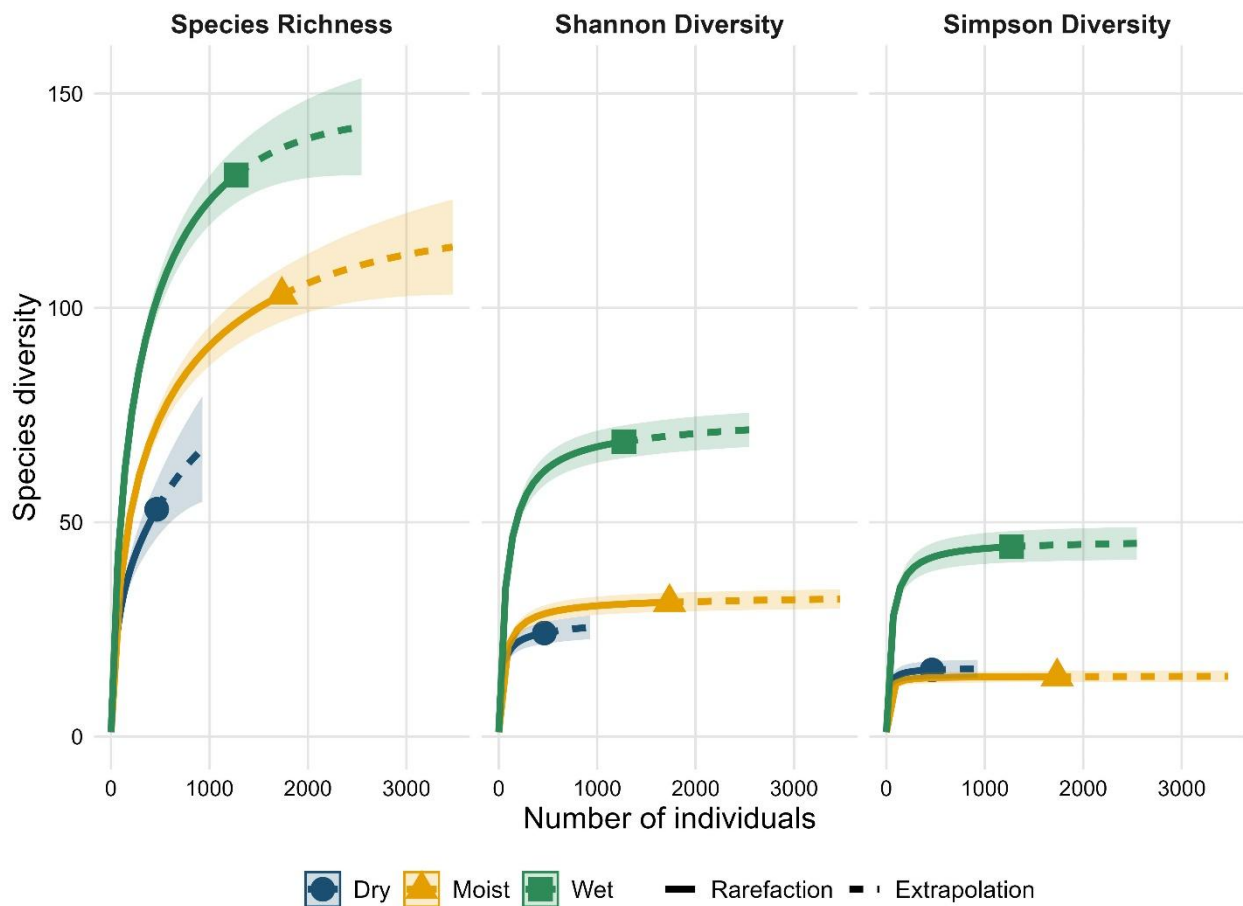 Species Richness
Shannon Diversity
Simpson Diversity
Species diversity
150
100
50
0
0 1000 2000 3000
0 1000 2000 3000
0 1000 2000 3000
Number of individuals
Dry Moist Wet Rarefaction Extrapolation